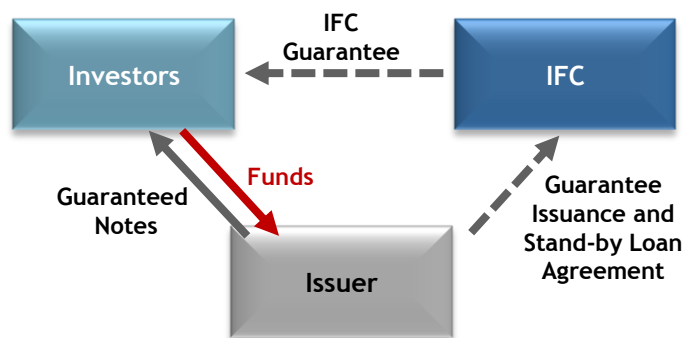 IFC
Guarantee
Investors
IFC
Funds
Guaranteed
Notes
Guarantee
Issuance and
Stand-by Loan
Agreement
Issuer